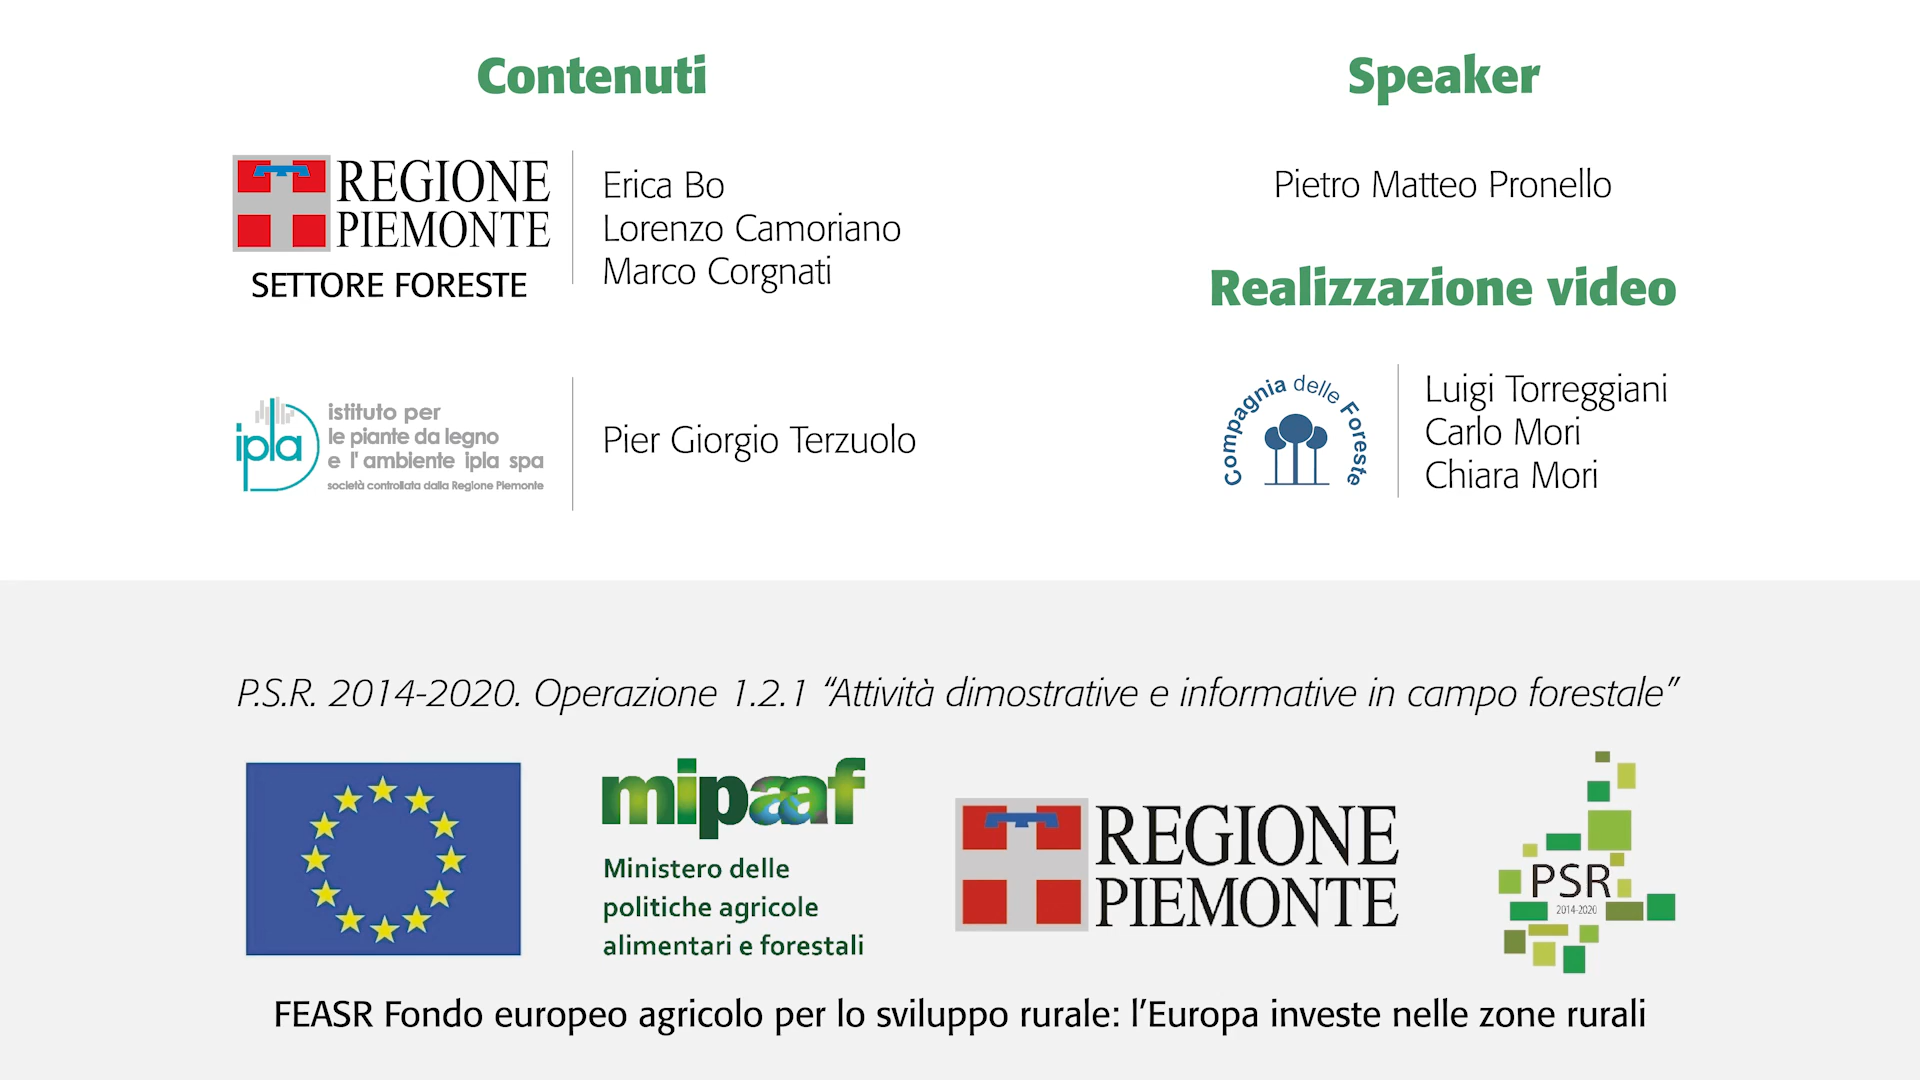 Contenuti
REGIONE
PIEMONTE
SETTORE FORESTE
Erica Bo
Lorenzo Camoriano
Marco Corgnati
ipla
istituto per
le piante da legno
e l'ambiente ipla spa
società controllata dalla Regione Piemonte
Pier Giorgio Terzuolo
Speaker
Pietro Matteo Pronello
Realizzazione video
Compagnia delle Foreste
Luigi Torreggiani
Carlo Mori
Chiara Mori
P.S.R. 2014-2020. Operazione 1.2.1 “Attività dimostrative e informative in campo forestale”
mipaaf
Ministero delle
politiche agricole
alimentari e forestali
REGIONE
PIEMONTE
PSR
2014-2020
FEASR Fondo europeo agricolo per lo sviluppo rurale: l’Europa investe nelle zone rurali